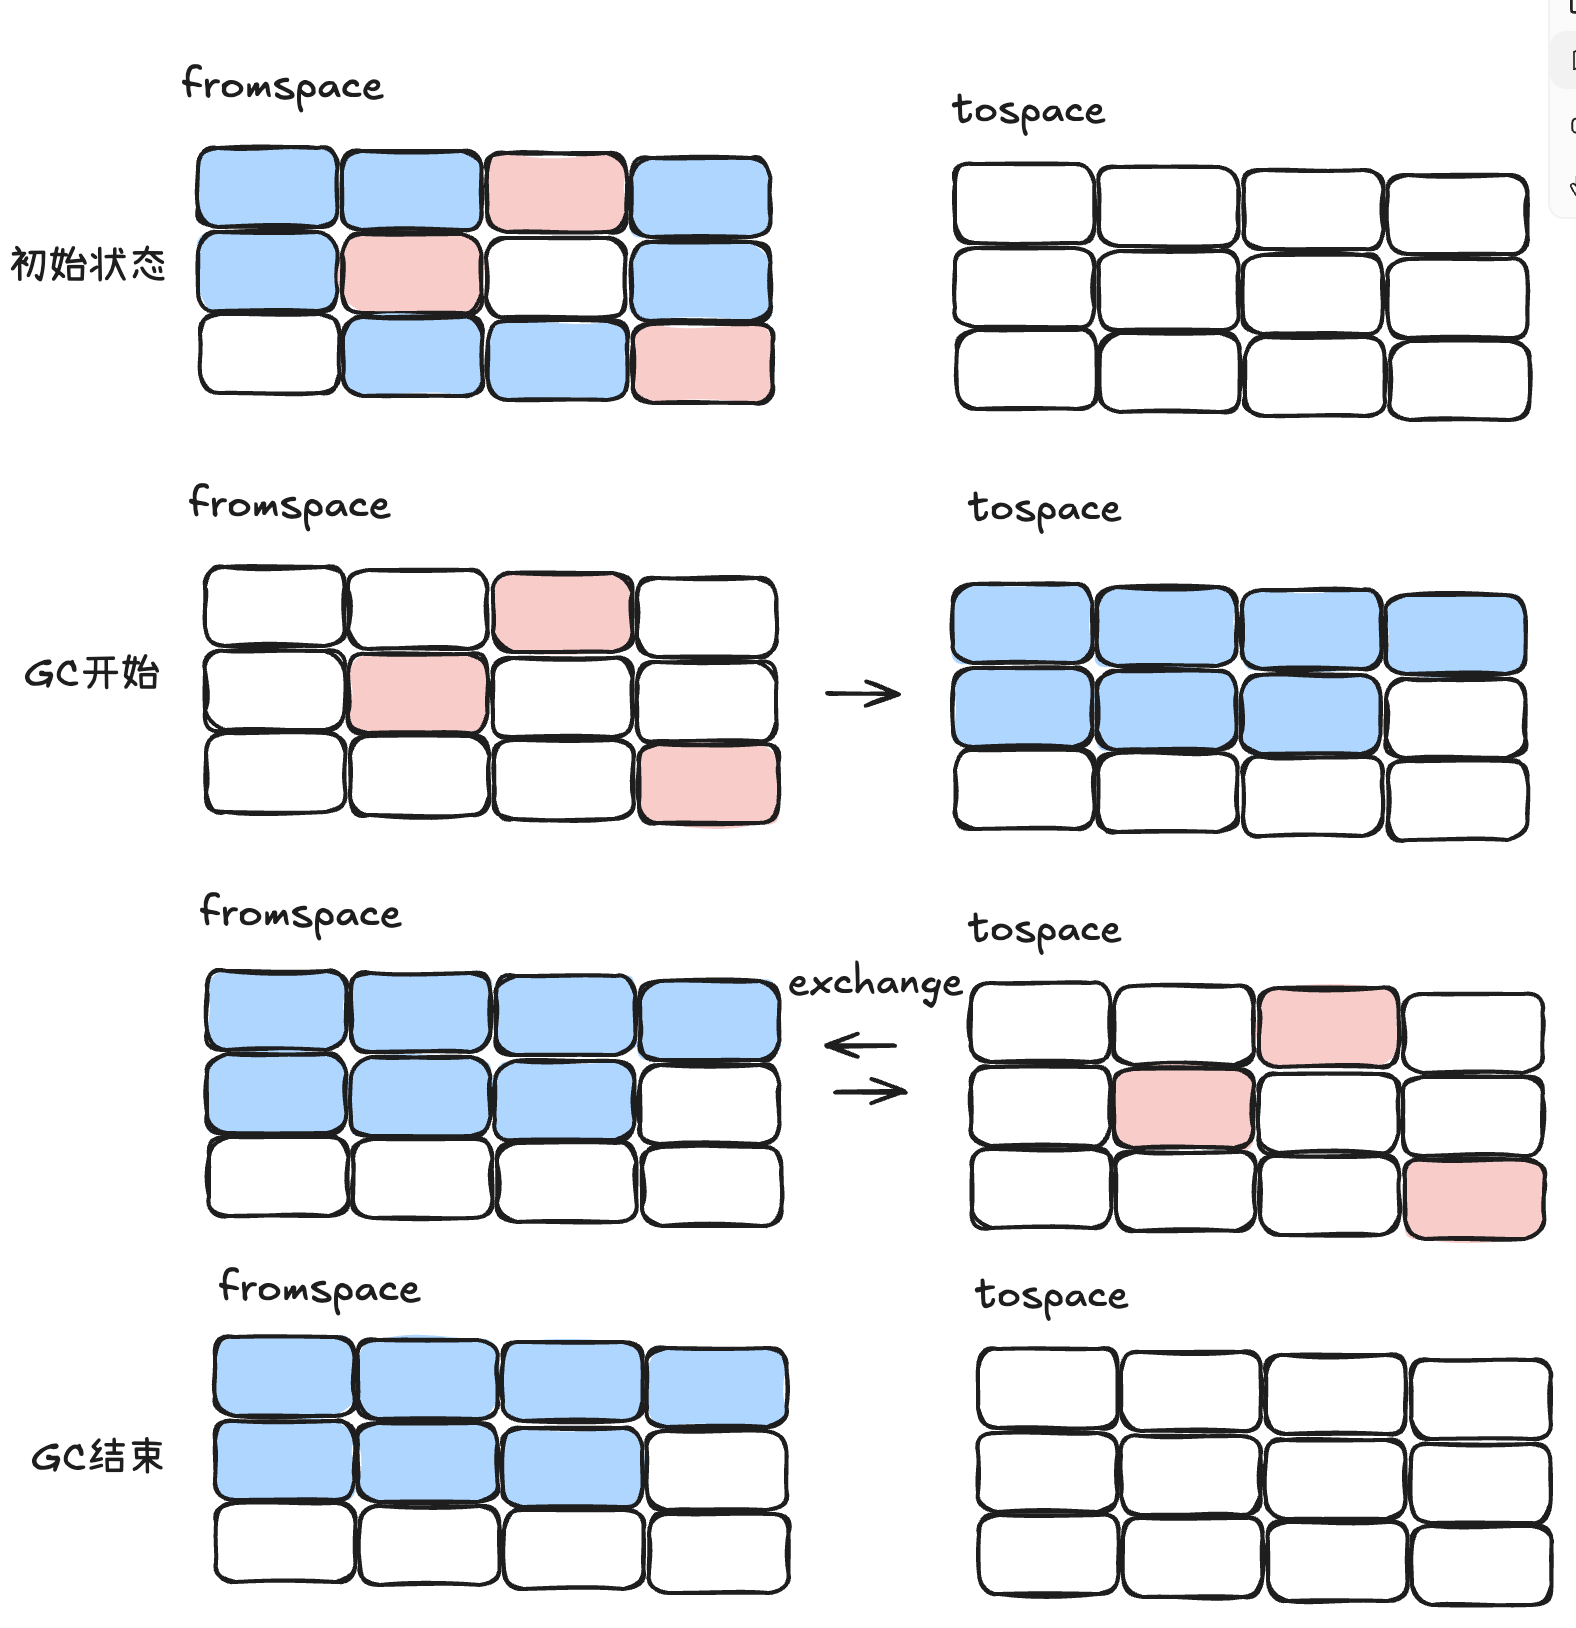 fromspace
tospace
初始状态
fromspace
tospace
GC开始
fromspace
tospace
exchange
fromspace
tospace
GC结束